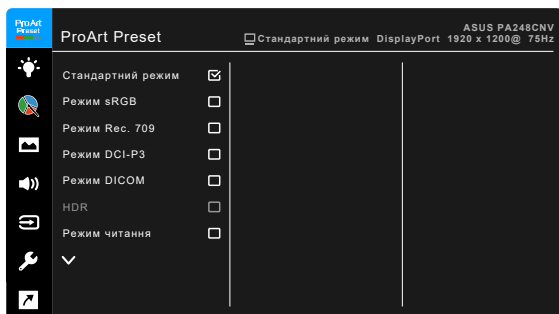 ProArt
Preset
ProArt Preset
ASUS PA248CNV
Стандартний режим DisplayPort 1920 x 1200@ 75Hz
Стандартний режим
Режим sRGB
Режим Rec. 709
Режим DCI-P3
Режим DICOM
HDR
Режим читання